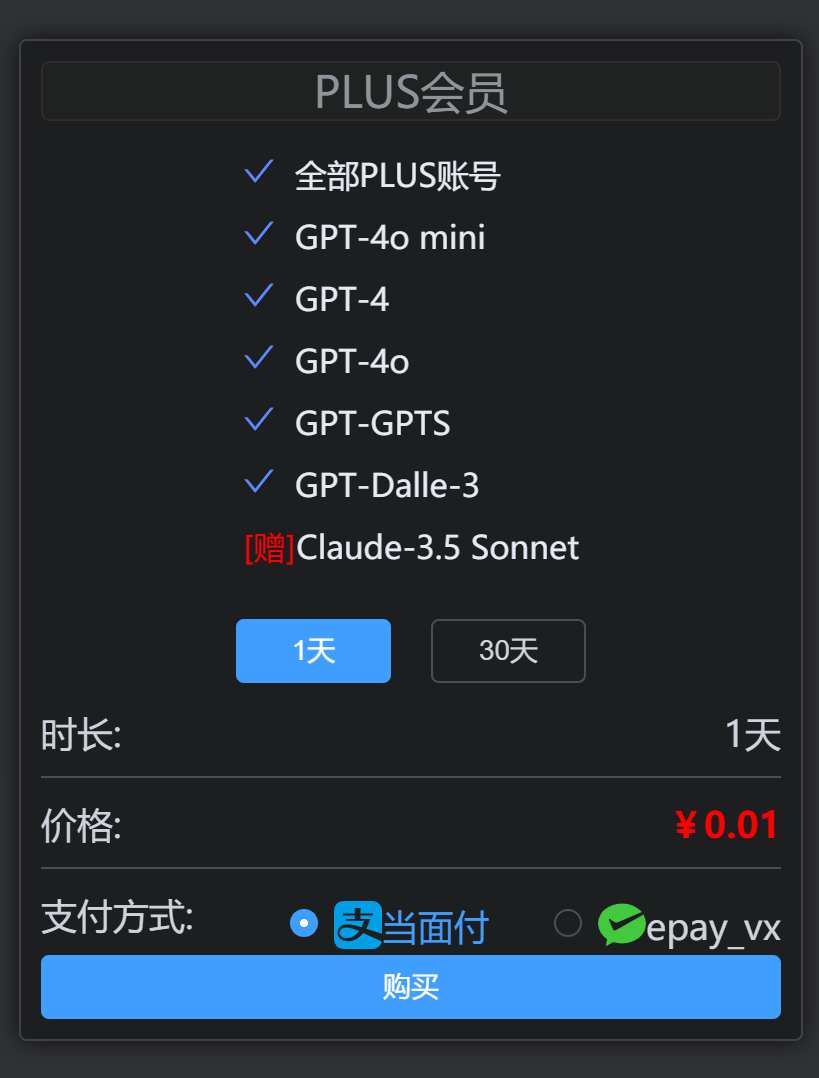 PLUS会员
全部PLUS账号
GPT-4o mini
GPT-4
GPT-4o
GPT-GPTS
GPT-Dalle-3
[赠]Claude-3.5 Sonnet
1天 30天
时长: 1天
价格: ¥0.01
支付方式: 支当面付 epay_vx
购买